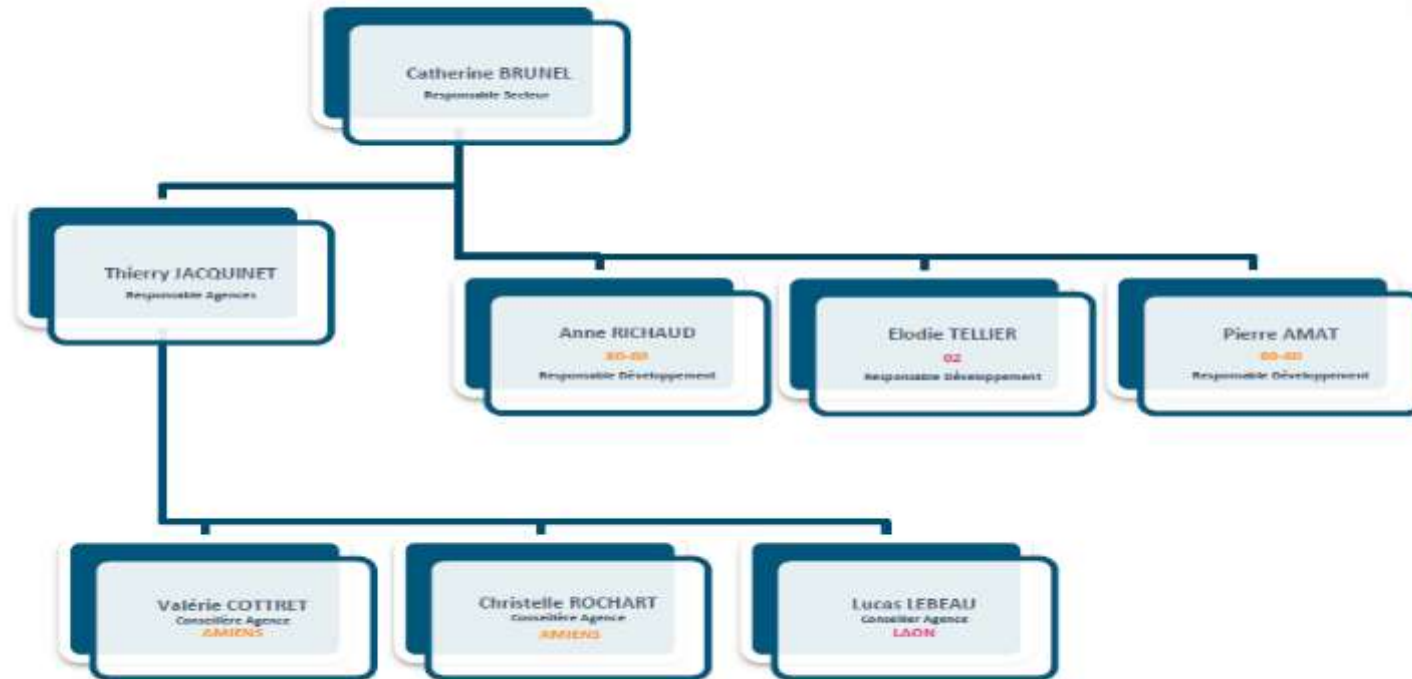 Catherine BRUNEL
Responsable Secteur
Thierry JACQUINET
Responsable Agences
Anne RICHAUD
Responsable Développement
Elodie TELLIER
02
Responsable Développement
Pierre AMAT
Responsable Développement
Valérie COTTRET
Conseillère Agence
AMIENS
Christelle ROCHART
Conseillère Agence
AMIENS
Lucas LEBEAU
Conseiller Agence
LAON